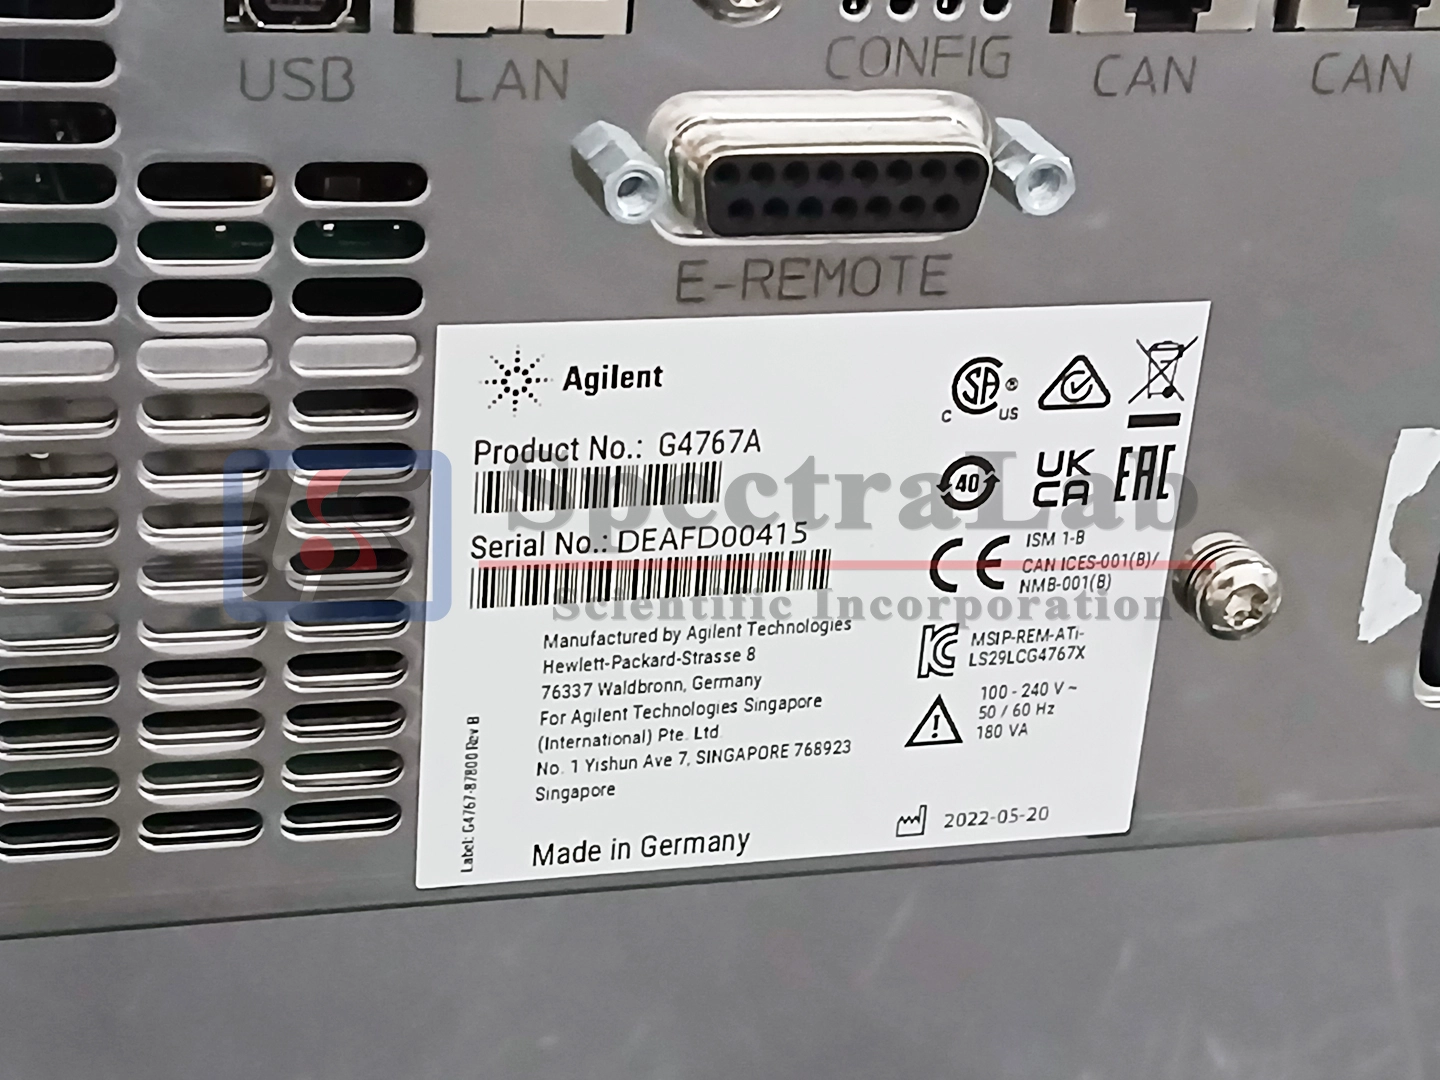 USB LAN CONFIG CAN CAN
E-REMOTE
Agilent
Product No.: G4767A
Serial No.: DEAFD00415
Manufactured by Agilent Technologies
Hewlett-Packard-Strasse 8
76337 Waldbronn, Germany
For Agilent Technologies Singapore
(International) Pte. Ltd.
No. 1 Yishun Ave 7, SINGAPORE 768923
Singapore
Made in Germany
Label: G4767-87800 Rev B
C SA ® US
40 UK CA EAC
CE ISM 1-B
CAN ICES-001(B)/
NMB-001(B)
MSIP-REM-ATi-
LS29LCG4767X
100 - 240 V ~
50 / 60 Hz
180 VA
2022-05-20
SpectraLab
Scientific Incorporation